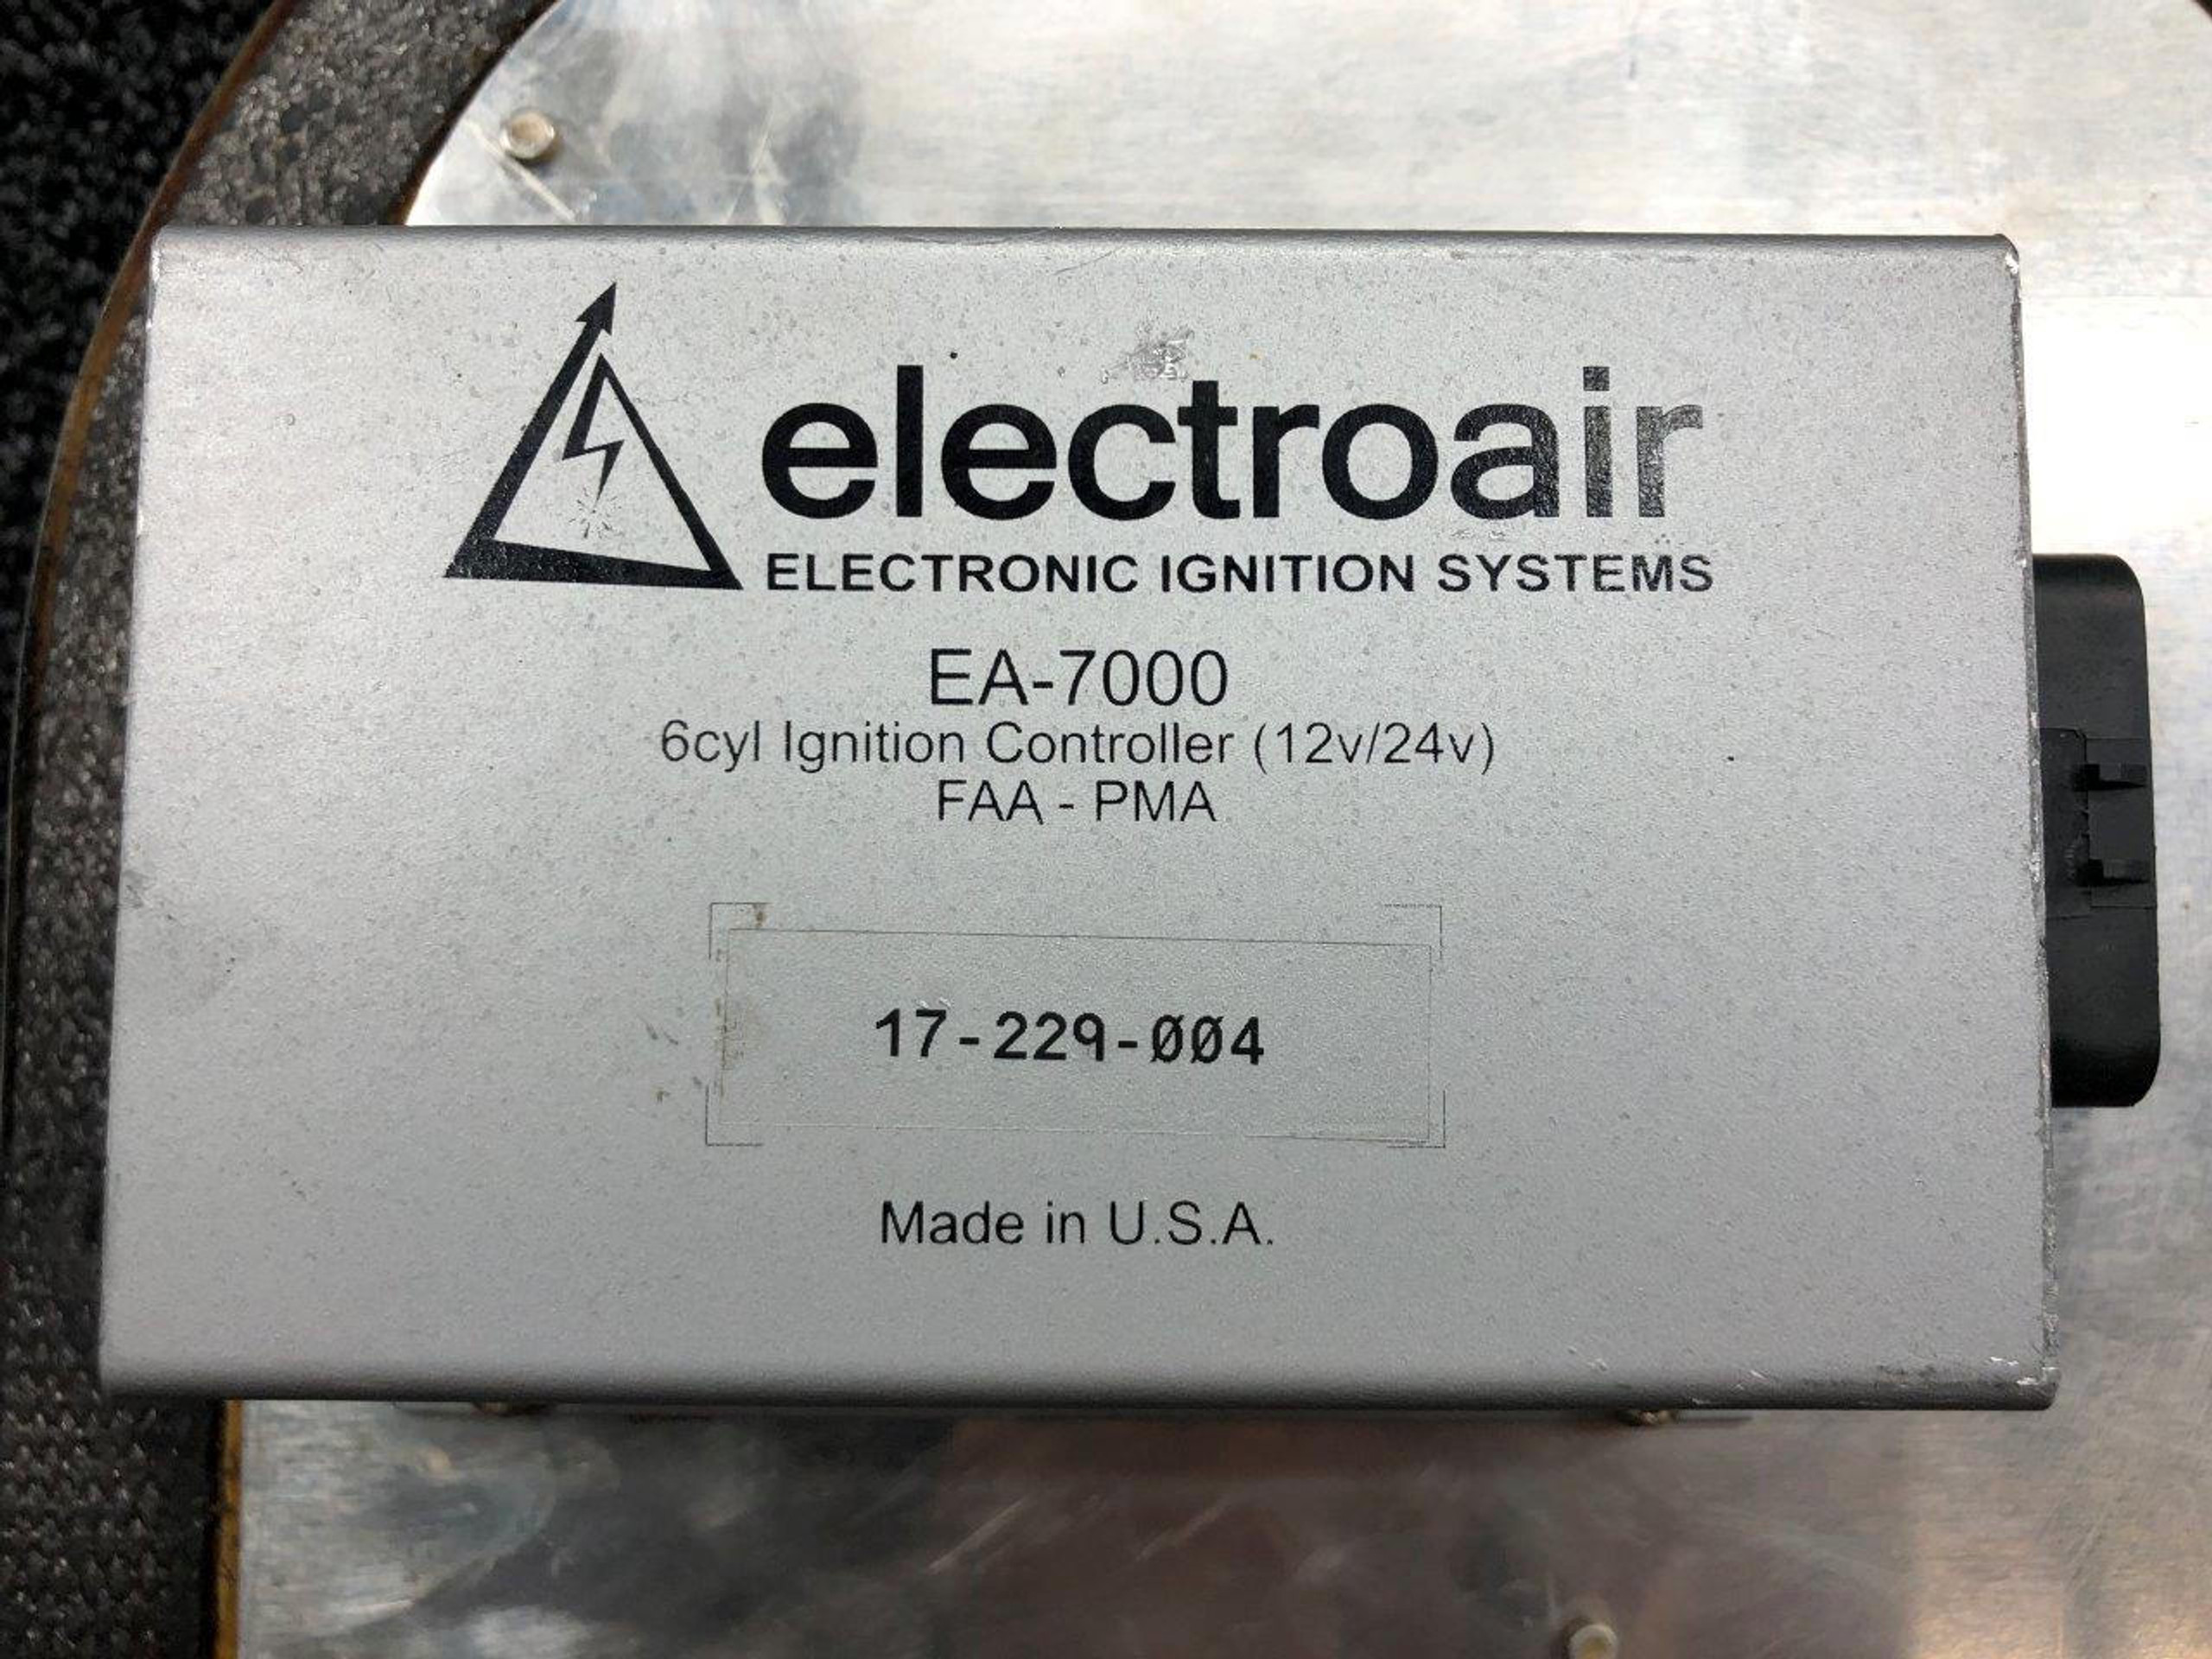 electroair
ELECTRONIC IGNITION SYSTEMS
EA-7000
6cyl Ignition Controller (12v/24v)
FAA - PMA
17-229-004
Made in U.S.A.